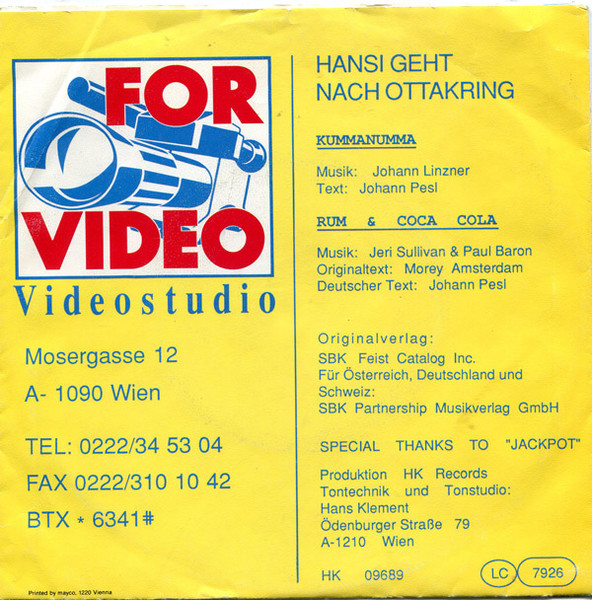 FOR
VIDEO
Videostudio
Mosergasse 12
A- 1090 Wien
TEL: 0222/34 53 04
FAX 0222/310 10 42
BTX * 6341#
Printed by mayco, 1220 Vienna
HANSI GEHT
NACH OTTAKRING
KUMMANUMMA
Musik: Johann Linzner
Text: Johann Pesl
RUM & COCA COLA
Musik: Jeri Sullivan & Paul Baron
Originaltext: Morey Amsterdam
Deutscher Text: Johann Pesl
Originalverlag:
SBK Feist Catalog Inc.
Für Österreich, Deutschland und
Schweiz:
SBK Partnership Musikverlag GmbH
SPECIAL THANKS TO "JACKPOT"
Produktion HK Records
Tontechnik und Tonstudio:
Hans Klement
Ödenburger Straße 79
A-1210 Wien
HK 09689
LC 7926